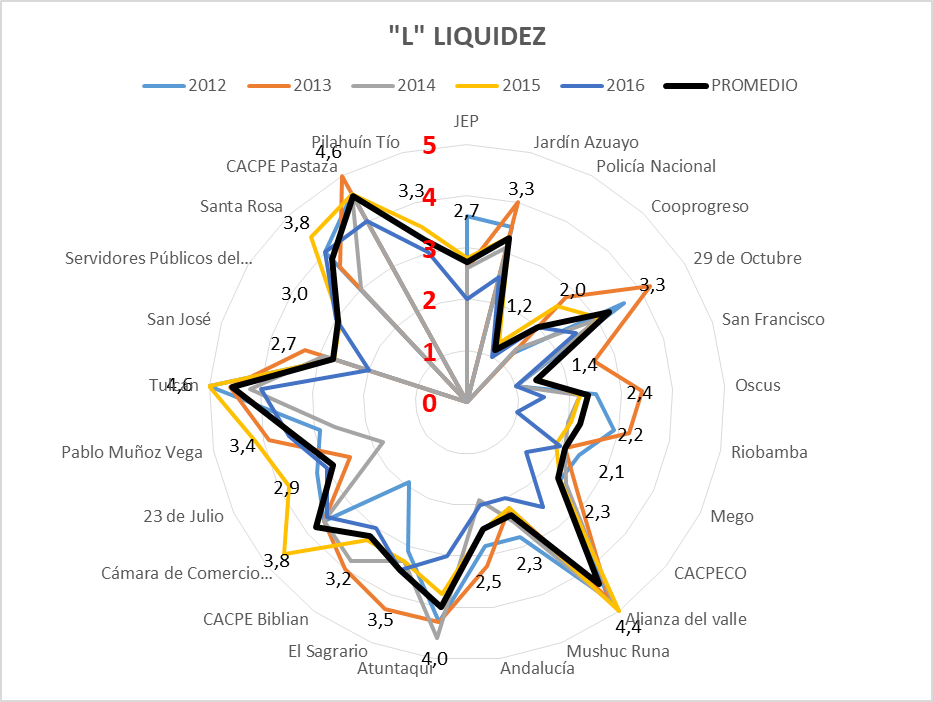 "L" LIQUIDEZ
2012 2013 2014 2015 2016 PROMEDIO
JEP
Jardín Azuayo
Policía Nacional
Cooprogreso
29 de Octubre
San Francisco
Oscus
Riobamba
Mego
CACPECO
Alianza del valle
Mushuc Runa
Andalucía
Atuntaqui
El Sagrario
CACPE Biblian
Cámara de Comercio...
23 de Julio
Pablo Muñoz Vega
Tulcan
San José
Servidores Públicos del...
Santa Rosa
CACPE Pastaza
Pilahuín Tío
5
4
3
2
1
0
2,7
3,3
1,2
2,0
3,3
1,4
2,4
2,2
2,1
2,3
4,4
2,3
2,5
4,0
3,5
3,2
3,8
2,9
3,4
4,6
2,7
3,0
3,8
4,6
3,3